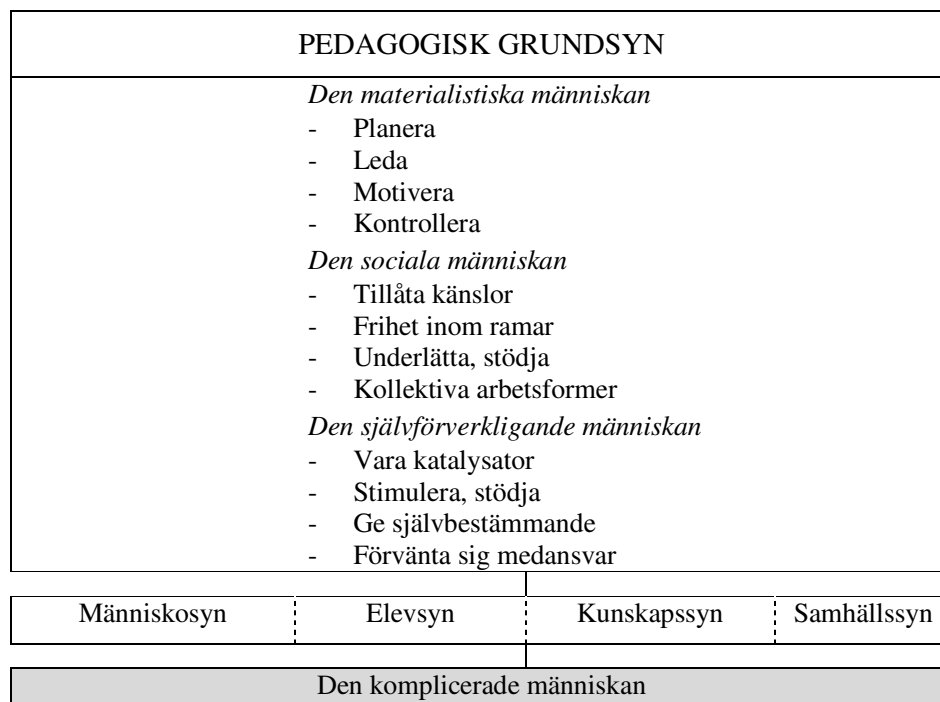 PEDAGOGISK GRUNDSYN
Den materialistiska människan
- Planera
- Leda
- Motivera
- Kontrollera
Den sociala människan
- Tillåta känslor
- Frihet inom ramar
- Underlätta, stödja
- Kollektiva arbetsformer
Den självförverkligande människan
- Vara katalysator
- Stimulera, stödja
- Ge självbestämmande
- Förvänta sig medansvar
Människosyn Elevsyn Kunskapssyn Samhällssyn
Den komplicerade människan